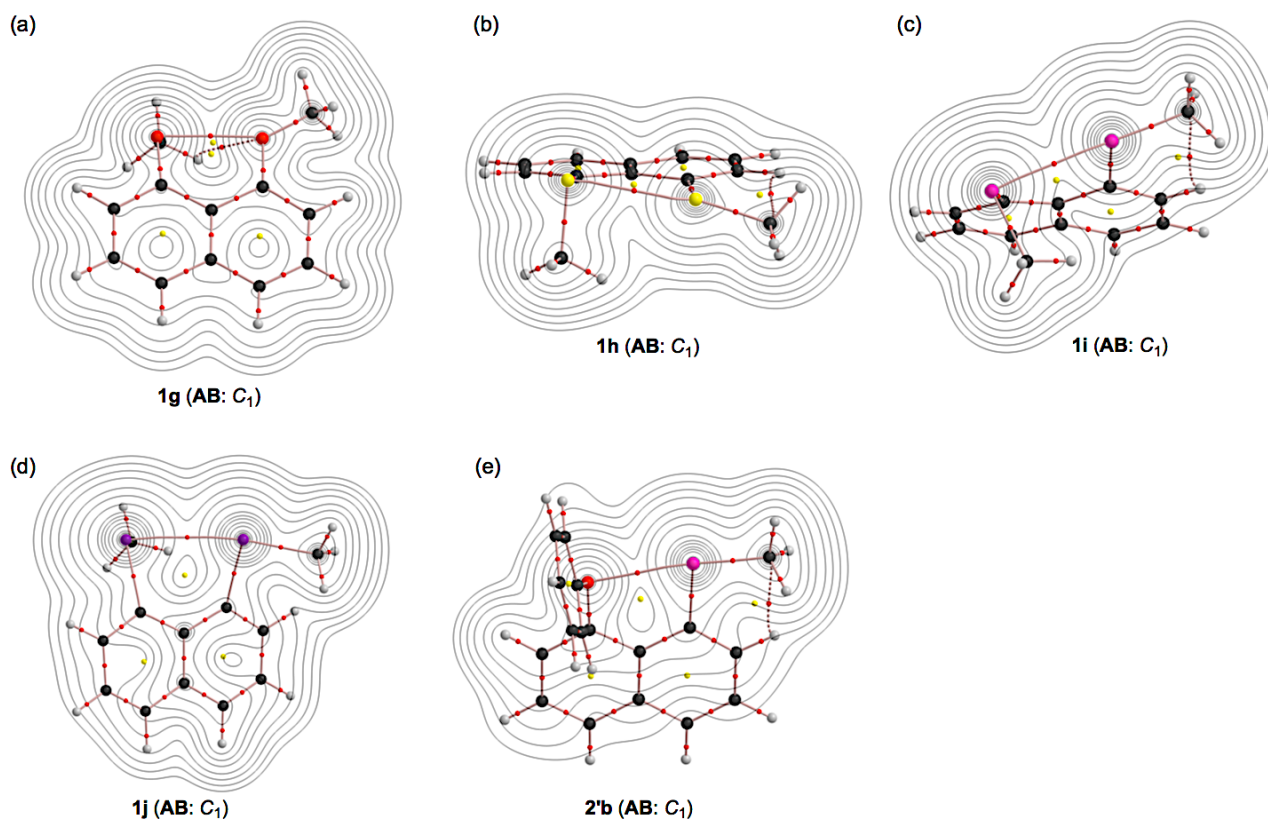 (a)
(b)
(c)
1g (AB: C₁)
1h (AB: C₁)
1i (AB: C₁)
(d)
(e)
1j (AB: C₁)
2'b (AB: C₁)